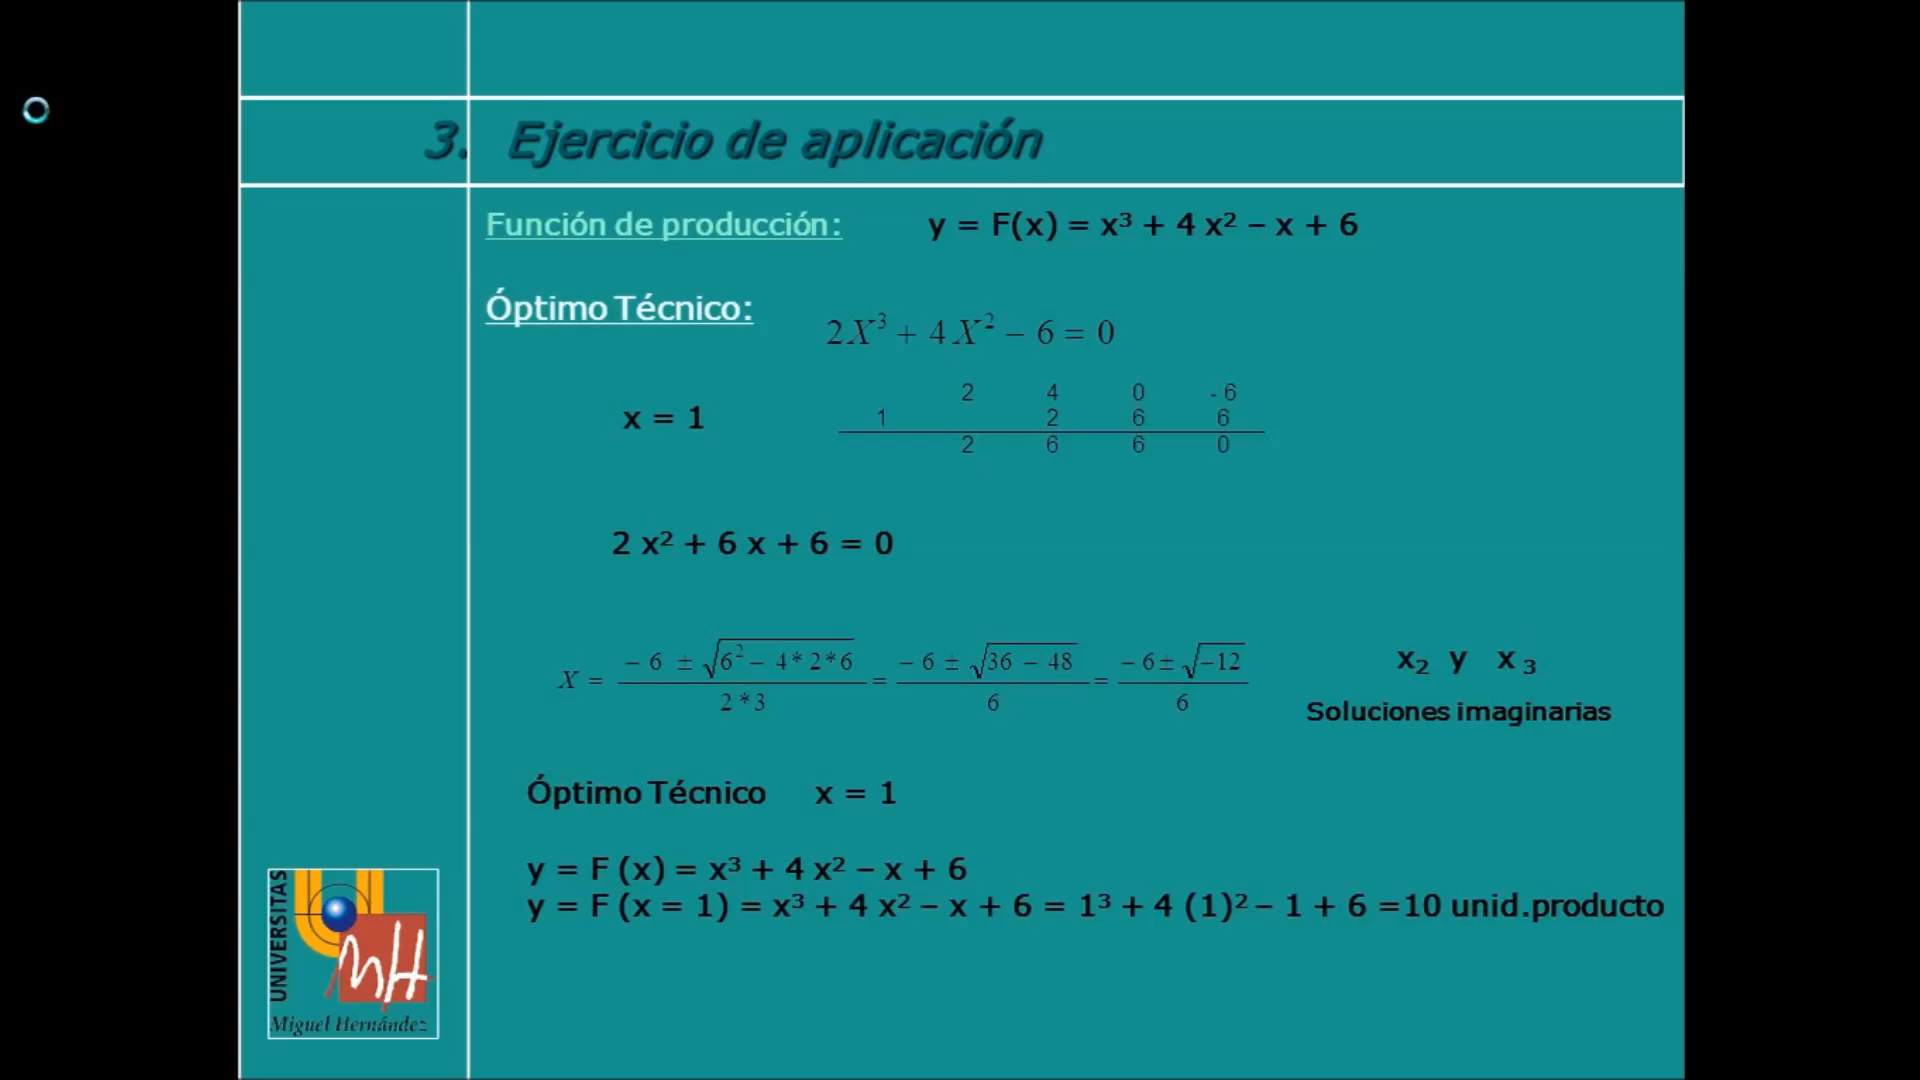 3. Ejercicio de aplicación
Función de producción: y = F(x) = x³ + 4 x² – x + 6
Óptimo Técnico:
2X³ + 4X² – 6 = 0
2 4 0 - 6
x = 1
1 2 6 6
2 6 6 0
2 x² + 6 x + 6 = 0
X = (– 6 ± √(6² – 4*2*6)) / (2*3) = (– 6 ± √(36 – 48)) / 6 = (– 6 ± √(–12)) / 6
x₂ y x₃
Soluciones imaginarias
Óptimo Técnico x = 1
y = F (x) = x³ + 4 x² – x + 6
y = F (x = 1) = x³ + 4 x² – x + 6 = 1³ + 4 (1)² – 1 + 6 =10 unid.producto
UNIVERSITAS
MH
Miguel Hernández